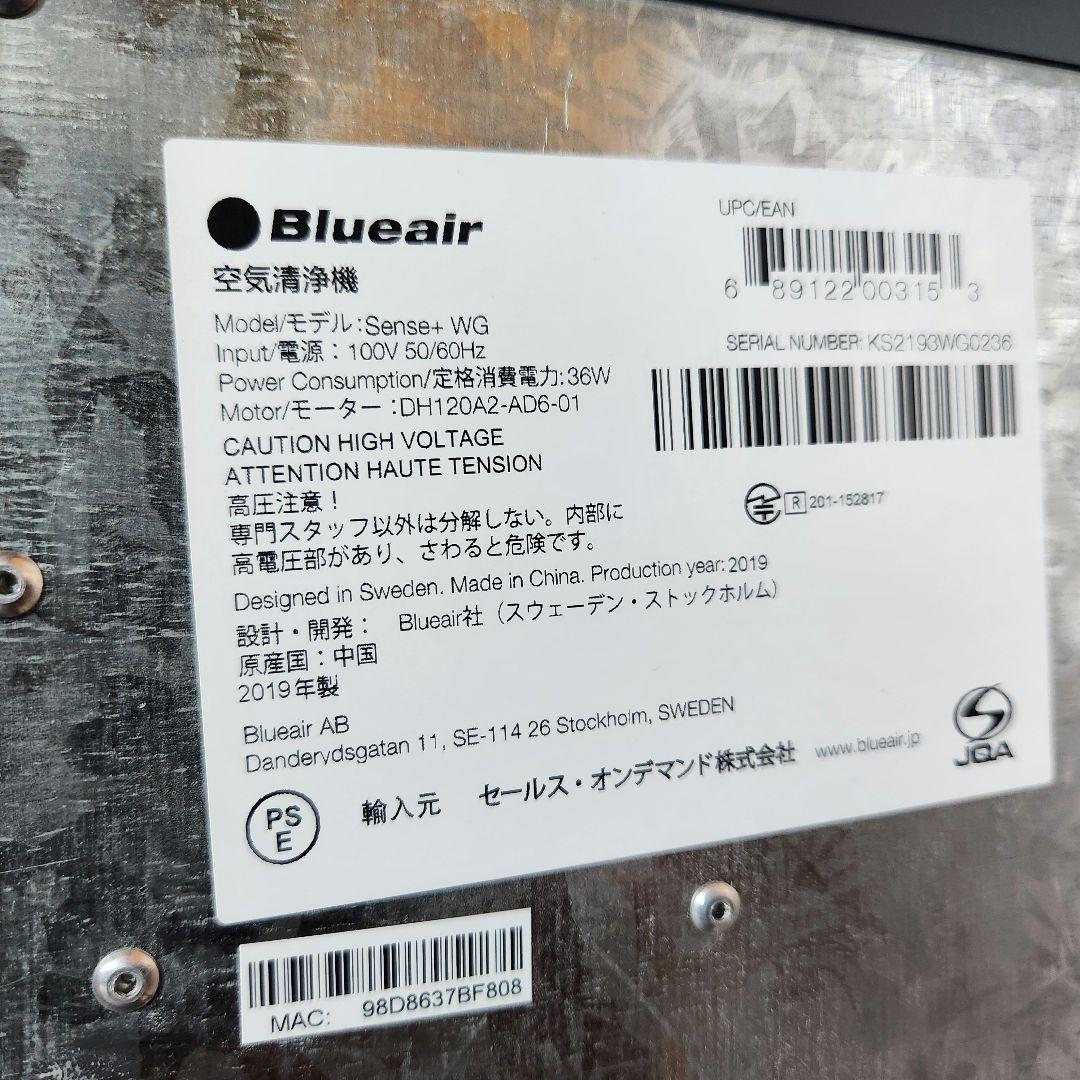 Blueair
空気清浄機
Model/モデル:Sense+ WG
Input/電源：100V 50/60Hz
Power Consumption/定格消費電力:36W
Motor/モーター：DH120A2-AD6-01
CAUTION HIGH VOLTAGE
ATTENTION HAUTE TENSION
高圧注意！
専門スタッフ以外は分解しない。内部に
高電圧部があり、さわると危険です。
Designed in Sweden. Made in China. Production year: 2019
設計・開発： Blueair社（スウェーデン・ストックホルム）
原産国：中国
2019年製
Blueair AB
Danderydsgatan 11, SE-114 26 Stockholm, SWEDEN
PS
E
輸入元 セールス・オンデマンド株式会社 www.blueair.jp
UPC/EAN
6 89122 00315 3
SERIAL NUMBER: KS2193WG0236
R 201-152817
JQA
MAC: 98D8637BF808